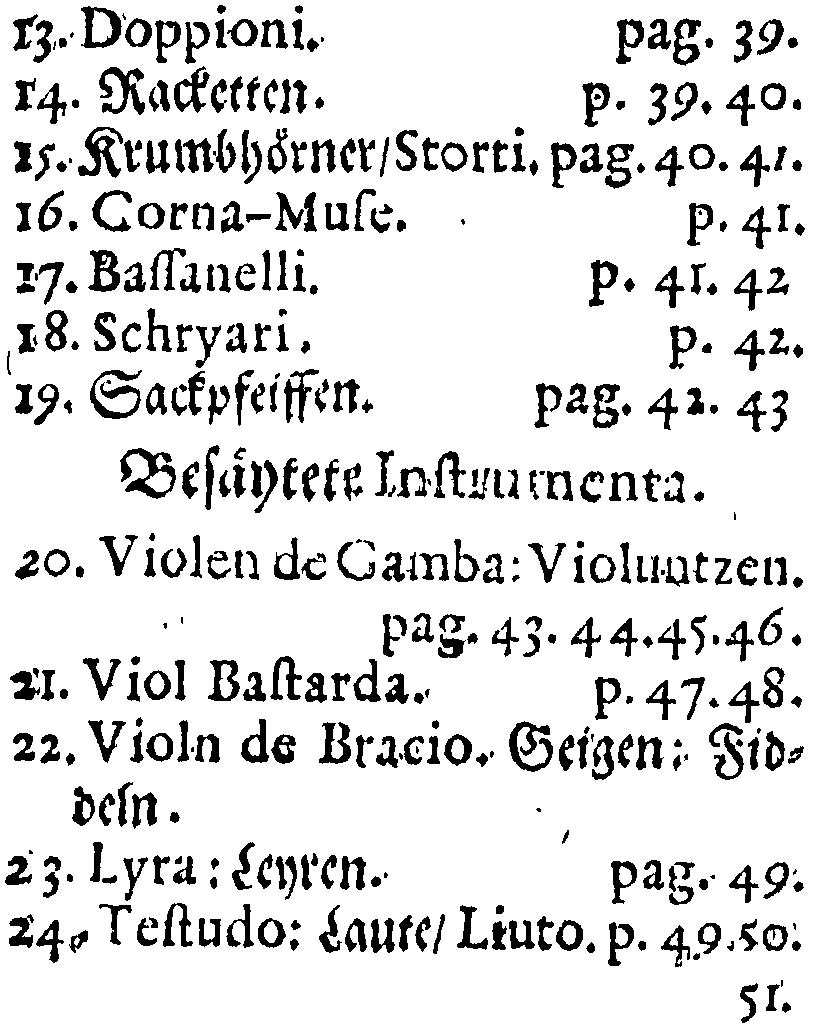 13. Doppioni. pag. 39.
14. Racketten. p. 39. 40.
15. Krumbhörner/Storti. pag. 40. 41.
16. Corna-Muſe. p. 41.
17. Baſſanelli. p. 41. 42
18. Schryari. p. 42.
19. Sackpfeiffen. pag. 42. 43
Beſäytete Inſtrumenta.
20. Violen de Gamba: Violuntzen.
pag. 43. 44. 45. 46.
21. Viol Baſtarda. p. 47. 48.
22. Violn de Bracio. Geigen: Fid-
deln.
23. Lyra: Leyren. pag. 49.
24. Teſtudo: Laute/ Liuto. p. 49. 50.
51.